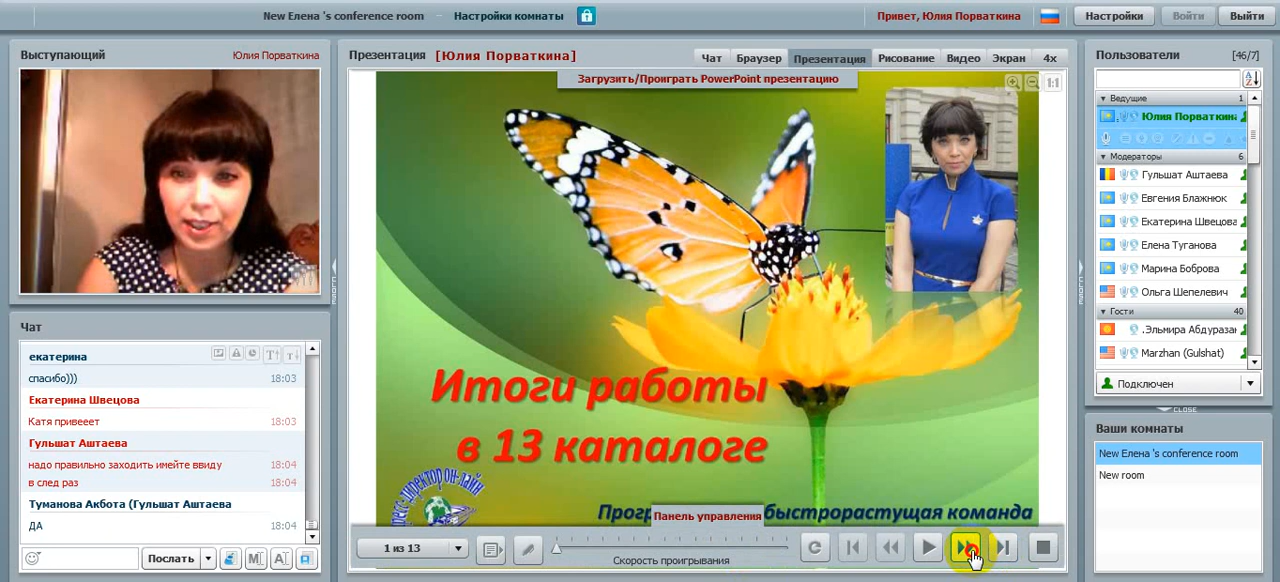 New Елена 's conference room
Настройки комнаты
Привет, Юлия Порваткина
Настройки
Войти
Выйти
Выступающий
Юлия Порваткина
Презентация [Юлия Порваткина]
Чат
Браузер
Презентация
Рисование
Видео
Экран
4x
Загрузить/Проиграть PowerPoint презентацию
1:1
Итоги работы
в 13 каталоге
быстрорастущая команда
Панель управления
1 из 13
Скорость проигрывания
Чат
екатерина
спасибо))) 18:03
Екатерина Швецова
Катя привееет 18:03
Гульшат Аштаева
надо правильно заходить имейте ввиду 18:04
в след раз 18:04
Туманова Акбота (Гульшат Аштаева
ДА 18:04
Послать
Пользователи [46/7]
Ведущие 1
Юлия Порваткина
Модераторы 6
Гульшат Аштаева
Евгения Блажнюк
Екатерина Швецова
Елена Туганова
Марина Боброва
Ольга Шепелевич
Гости 40
.Эльмира Абдуразак
Marzhan (Gulshat)
Подключен
CLOSE
Ваши комнаты
New Елена 's conference room
New room